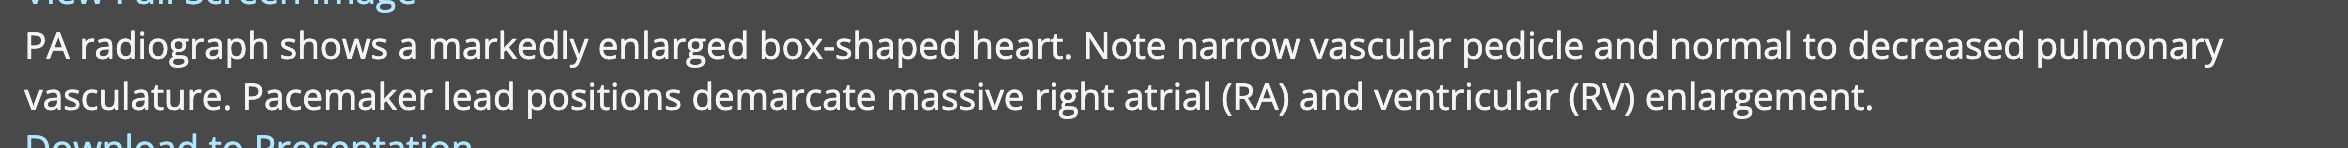 View Full Screen Image
PA radiograph shows a markedly enlarged box-shaped heart. Note narrow vascular pedicle and normal to decreased pulmonary
vasculature. Pacemaker lead positions demarcate massive right atrial (RA) and ventricular (RV) enlargement.
Download to Presentation